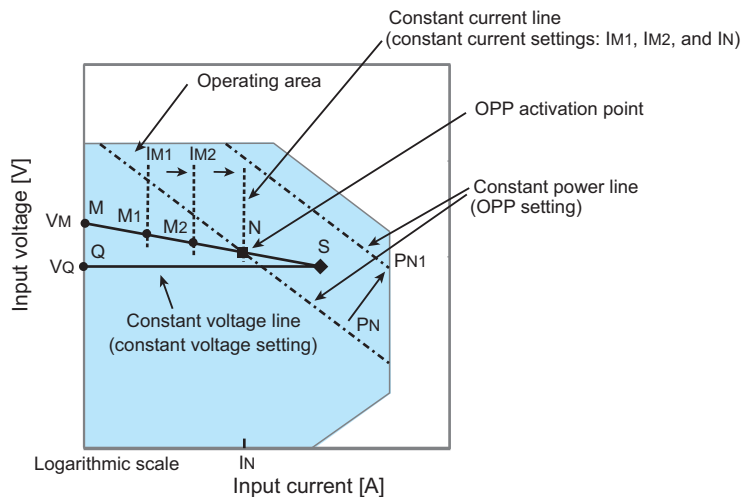 Constant current line
(constant current settings: IM1, IM2, and IN)
Operating area
OPP activation point
IM1
IM2
Constant power line
(OPP setting)
VM
M
M1
M2
N
S
VQ
Q
PN1
PN
Constant voltage line
(constant voltage setting)
Input voltage [V]
Logarithmic scale
IN
Input current [A]